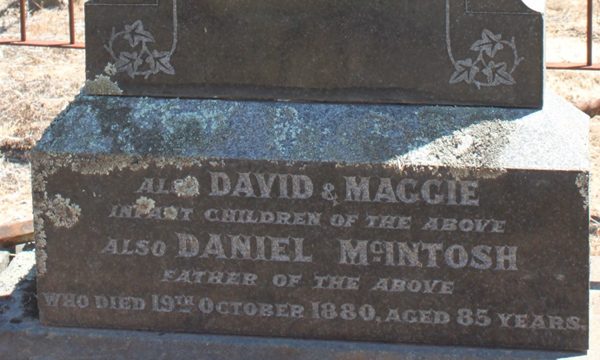 ALSO DAVID & MAGGIE
INFANT CHILDREN OF THE ABOVE
ALSO DANIEL McINTOSH
FATHER OF THE ABOVE
WHO DIED 19TH OCTOBER 1880, AGED 85 YEARS.